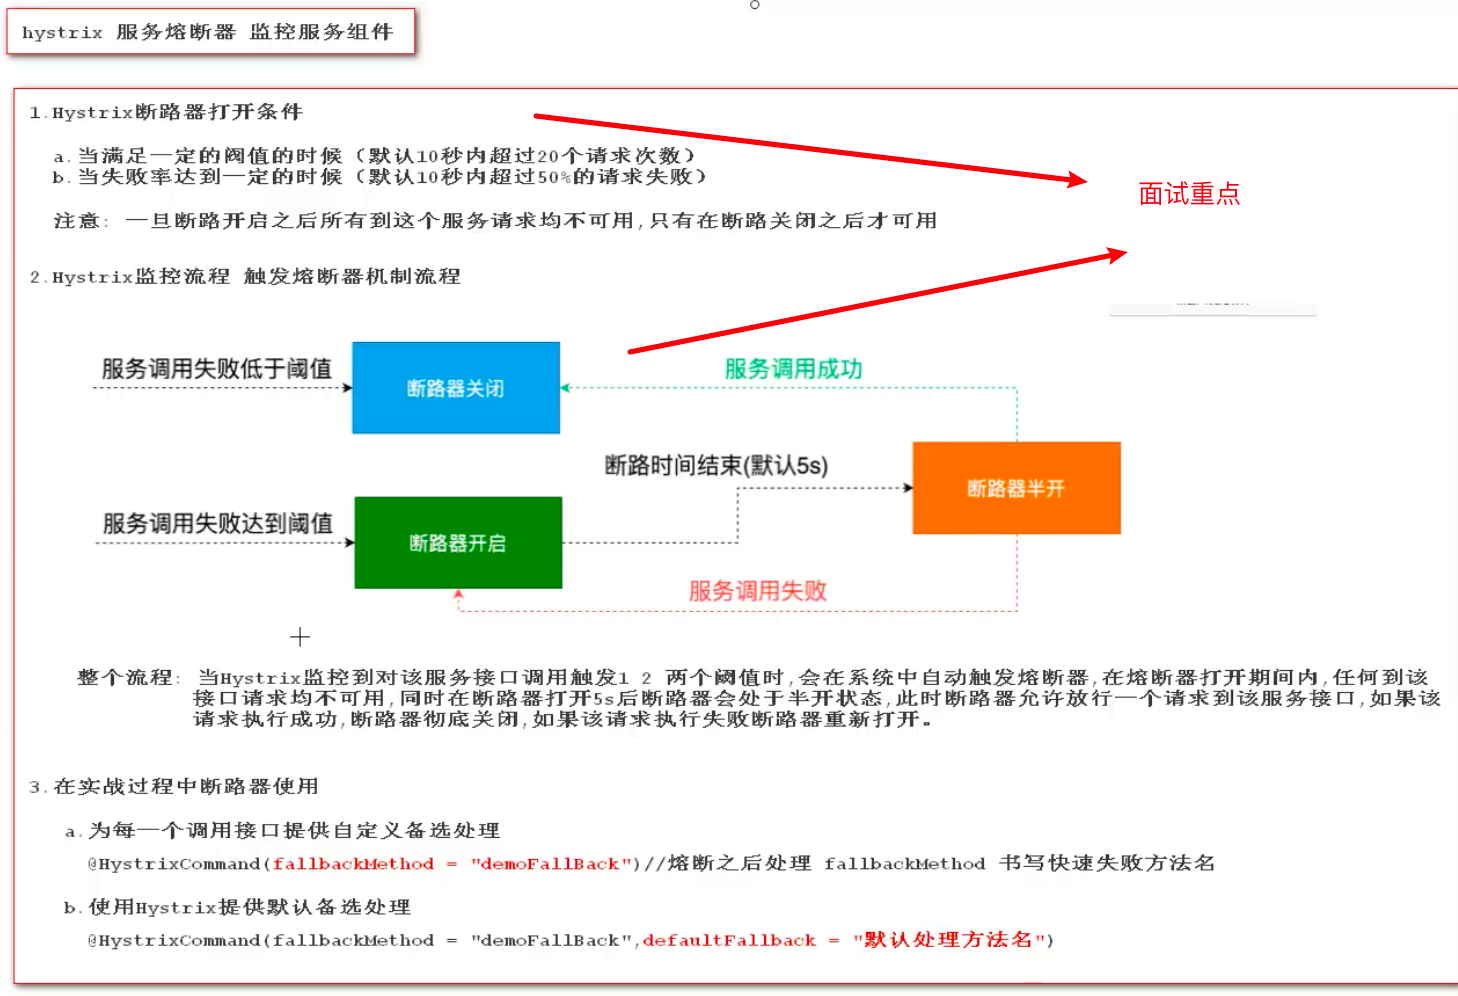 hystrix 服务熔断器 监控服务组件
1.Hystrix断路器打开条件
a.当满足一定的阀值的时候（默认10秒内超过20个请求次数）
b.当失败率达到一定的时候（默认10秒内超过50%的请求失败）
面试重点
注意: 一旦断路开启之后所有到这个服务请求均不可用,只有在断路关闭之后才可用
2.Hystrix监控流程 触发熔断器机制流程
服务调用失败低于阈值
断路器关闭
服务调用成功
断路时间结束(默认5s)
断路器半开
服务调用失败达到阈值
断路器开启
服务调用失败
整个流程: 当Hystrix监控到对该服务接口调用触发1 2 两个阈值时,会在系统中自动触发熔断器,在熔断器打开期间内,任何到该
接口请求均不可用,同时在断路器打开5s后断路器会处于半开状态,此时断路器允许放行一个请求到该服务接口,如果该
请求执行成功,断路器彻底关闭,如果该请求执行失败断路器重新打开。
3.在实战过程中断路器使用
a.为每一个调用接口提供自定义备选处理
@HystrixCommand(fallbackMethod = "demoFallBack")//熔断之后处理 fallbackMethod 书写快速失败方法名
b.使用Hystrix提供默认备选处理
@HystrixCommand(fallbackMethod = "demoFallBack",defaultFallback = "默认处理方法名")